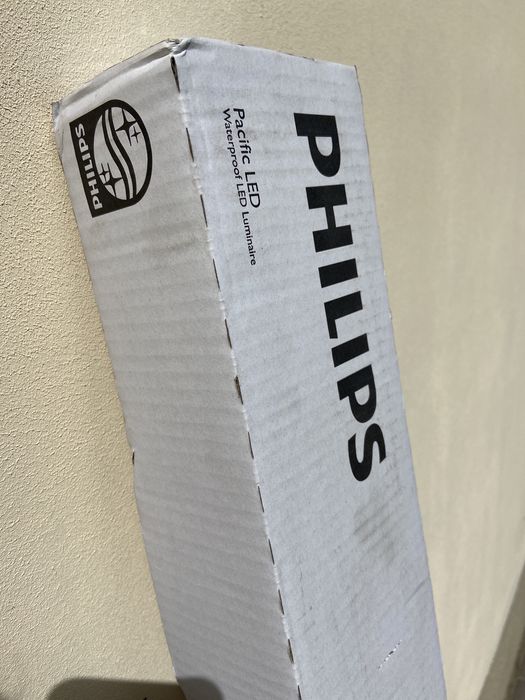 PHILIPS
Pacific LED
Waterproof LED Luminaire
PHILIPS